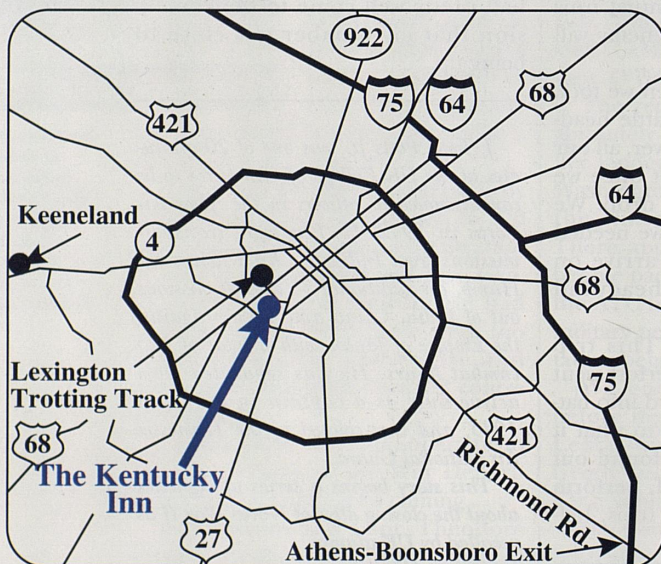 922
75
64
68
421
64
Keeneland
4
68
75
Lexington
Trotting Track
68
421
The Kentucky
Inn
Richmond Rd.
27
Athens-Boonsboro Exit